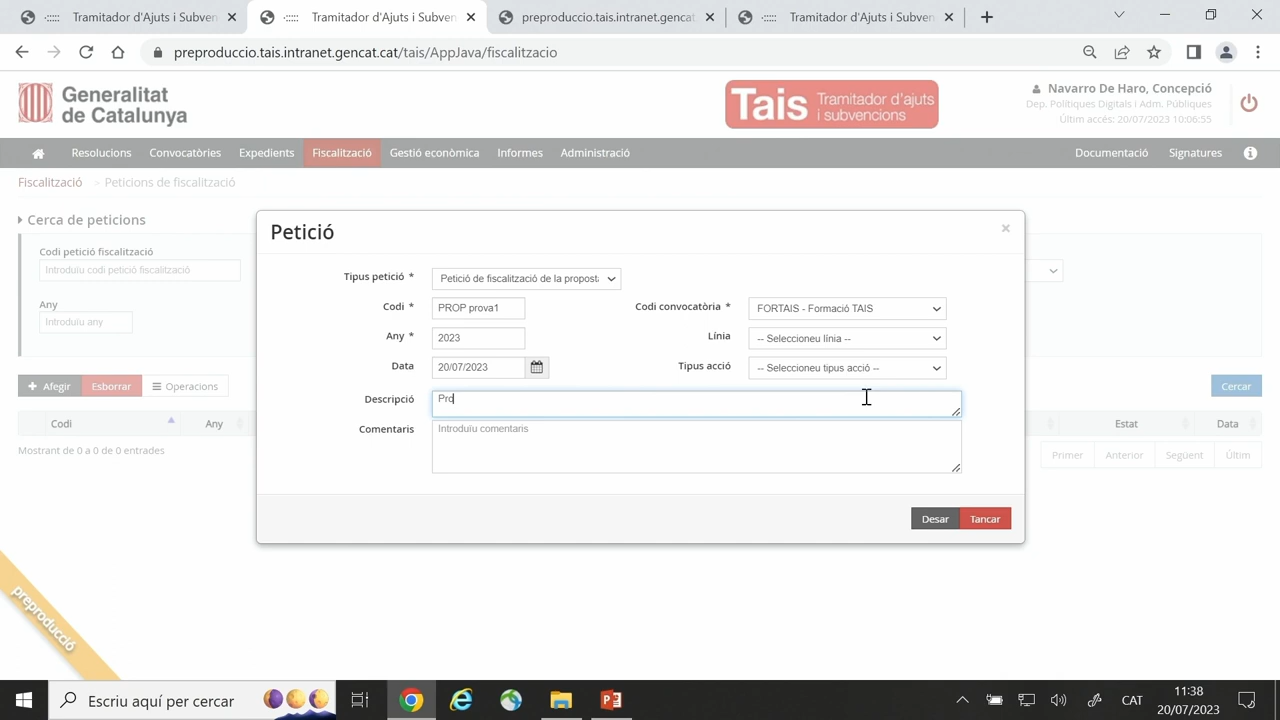 Tramitador d'Ajuts i Subven
Tramitador d'Ajuts i Subven
preproduccio.tais.intranet.gencat
Tramitador d'Ajuts i Subven
preproduccio.tais.intranet.gencat.cat/tais/AppJava/fiscalitzacio
Generalitat
de Catalunya
Tais Tramitador d'ajuts
i subvencions
Navarro De Haro, Concepció
Dep. Polítiques Digitals i Adm. Públiques
Últim accés: 20/07/2023 10:06:55
Resolucions Convocatòries Expedients Fiscalització Gestió econòmica Informes Administració Documentació Signatures
Fiscalització > Peticions de fiscalització
Cerca de peticions
Codi petició fiscalització
Introduïu codi petició fiscalització
Any
Introduïu any
Afegir Esborrar Operacions Cercar
Codi Any Estat Data
Mostrant de 0 a 0 de 0 entrades
Primer Anterior Següent Últim
Petició ×
Tipus petició * Petició de fiscalització de la propost
Codi * PROP prova1 Codi convocatòria * FORTAIS - Formació TAIS
Any * 2023 Línia -- Seleccioneu línia --
Data 20/07/2023 Tipus acció -- Seleccioneu tipus acció --
Descripció Pro
Comentaris Introduïu comentaris
Desar Tancar
preproducció
Escriu aquí per cercar
CAT
11:38
20/07/2023